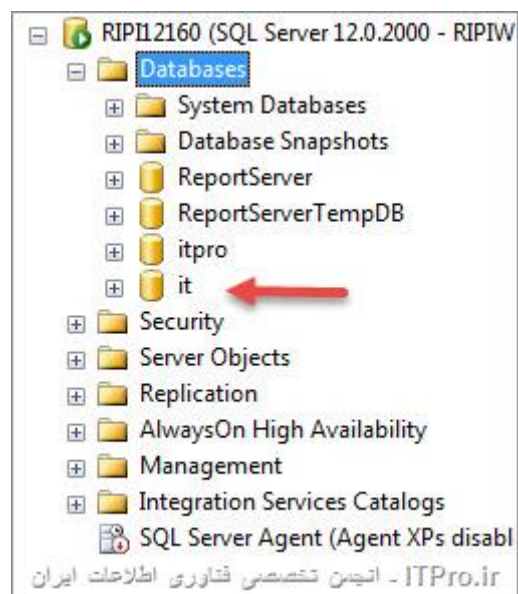 RIPI12160 (SQL Server 12.0.2000 - RIPIW
Databases
System Databases
Database Snapshots
ReportServer
ReportServerTempDB
itpro
it
Security
Server Objects
Replication
AlwaysOn High Availability
Management
Integration Services Catalogs
SQL Server Agent (Agent XPs disabl
ITPro.ir - انجمن تخصصی فناوری اطلاعات ایران